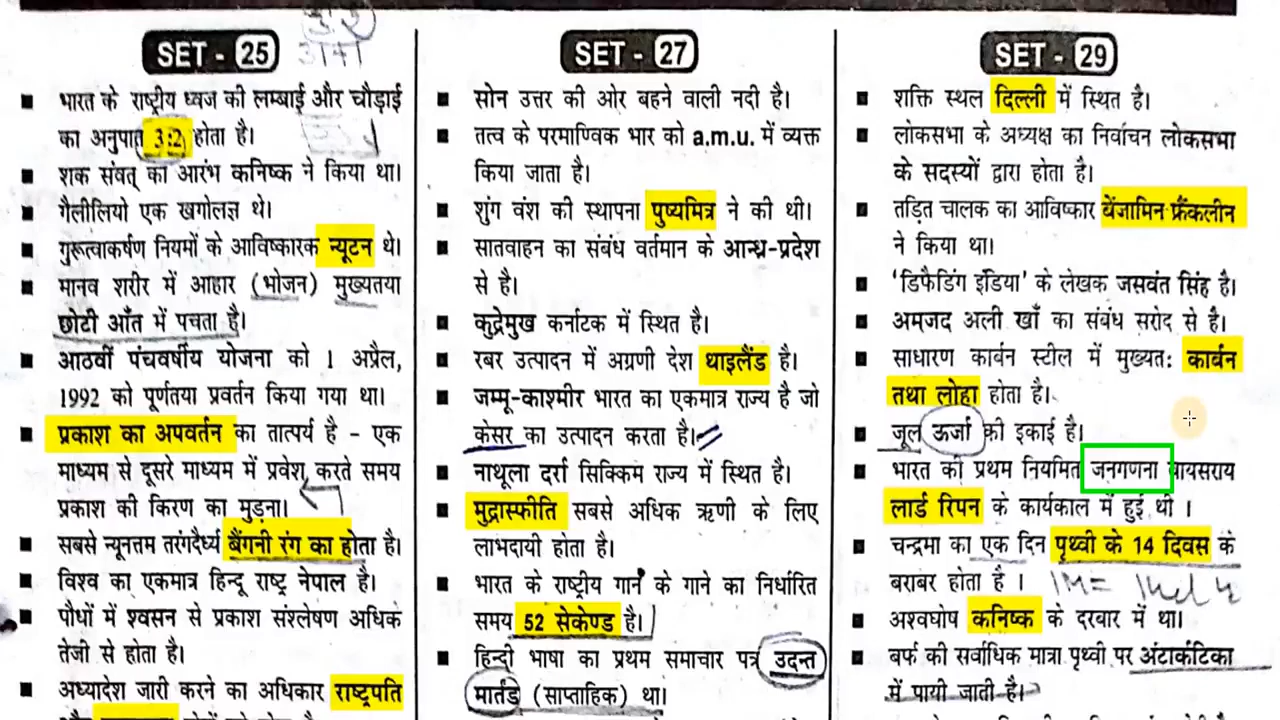 SET - 25
भारत के राष्ट्रीय ध्वज की लम्बाई और चौड़ाई
का अनुपात 3:2 होता है।
शक संवत् का आरंभ कनिष्क ने किया था।
गैलीलियो एक खगोलज्ञ थे।
गुरूत्वाकर्षण नियमों के आविष्कारक न्यूटन थे।
मानव शरीर में आहार (भोजन) मुख्यतया
छोटी आँत में पचता है।
आठवीं पंचवर्षीय योजना को 1 अप्रैल,
1992 को पूर्णतया प्रवर्तन किया गया था।
प्रकाश का अपवर्तन का तात्पर्य है - एक
माध्यम से दूसरे माध्यम में प्रवेश करते समय
प्रकाश की किरण का मुड़ना।
सबसे न्यूनतम तरंगदैर्ध्य बैंगनी रंग का होता है।
विश्व का एकमात्र हिन्दू राष्ट्र नेपाल है।
पौधों में श्वसन से प्रकाश संश्लेषण अधिक
तेजी से होता है।
अध्यादेश जारी करने का अधिकार राष्ट्रपति
SET - 27
सोन उत्तर की ओर बहने वाली नदी है।
तत्व के परमाण्विक भार को a.m.u. में व्यक्त
किया जाता है।
शुंग वंश की स्थापना पुष्यमित्र ने की थी।
सातवाहन का संबंध वर्तमान के आन्ध्र-प्रदेश
से है।
कुद्रेमुख कर्नाटक में स्थित है।
रबर उत्पादन में अग्रणी देश थाइलैंड है।
जम्मू-काश्मीर भारत का एकमात्र राज्य है जो
केसर का उत्पादन करता है।
नाथूला दर्रा सिक्किम राज्य में स्थित है।
मुद्रास्फीति सबसे अधिक ऋणी के लिए
लाभदायी होता है।
भारत के राष्ट्रीय गान के गाने का निर्धारित
समय 52 सेकेण्ड है।
हिन्दी भाषा का प्रथम समाचार पत्र उदन्त
मार्तंड (साप्ताहिक) था।
SET - 29
शक्ति स्थल दिल्ली में स्थित है।
लोकसभा के अध्यक्ष का निर्वाचन लोकसभा
के सदस्यों द्वारा होता है।
तड़ित चालक का आविष्कार बेंजामिन फ्रैंकलीन
ने किया था।
'डिफेडिंग इंडिया' के लेखक जसवंत सिंह है।
अमजद अली खाँ का संबंध सरोद से है।
साधारण कार्बन स्टील में मुख्यत: कार्बन
तथा लोहा होता है।
जूल ऊर्जा की इकाई है।
भारत की प्रथम नियमित जनगणना वायसराय
लार्ड रिपन के कार्यकाल में हुई थी ।
चन्द्रमा का एक दिन पृथ्वी के 14 दिवस के
बराबर होता है ।
अश्वघोष कनिष्क के दरबार में था।
बर्फ की सर्वाधिक मात्रा पृथ्वी पर अंटार्कटिका
में पायी जाती है।